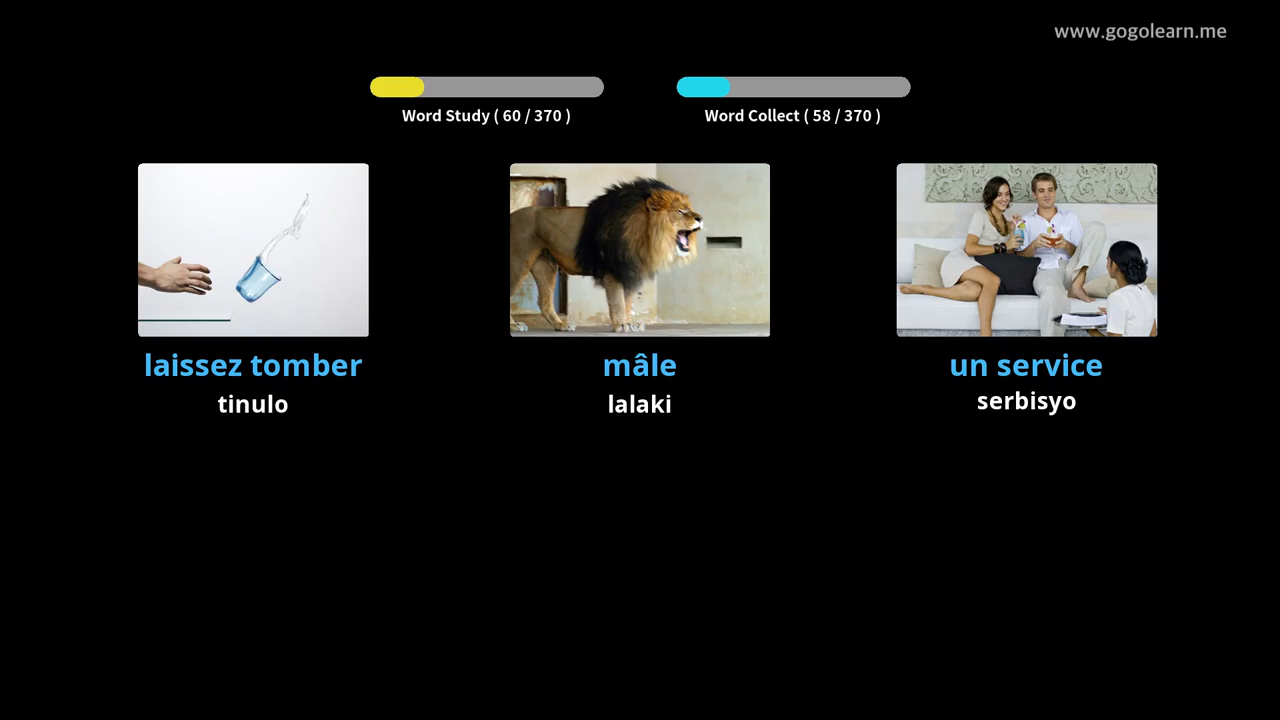 www.gogolearn.me
Word Study ( 60 / 370 )
Word Collect ( 58 / 370 )
laissez tomber
tinulo
mâle
lalaki
un service
serbisyo